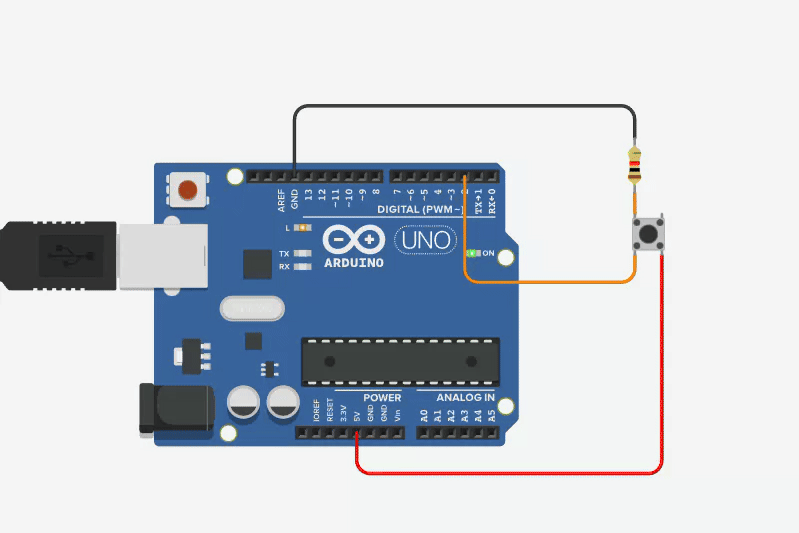 AREF
GND
13
12
~11
~10
~9
8
7
~6
~5
4
~3
2
TX→1
RX←0
DIGITAL (PWM~)
L
TX
RX
ARDUINO
UNO
ON
POWER
ANALOG IN
IOREF
RESET
3.3V
5V
GND
GND
Vin
A0
A1
A2
A3
A4
A5